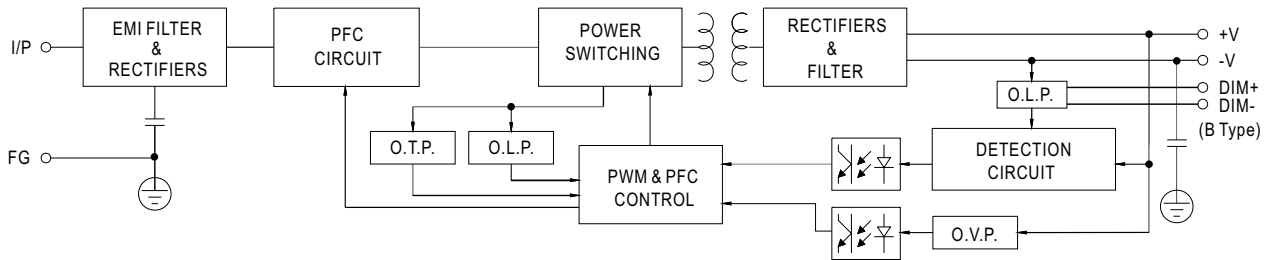 I/P
EMI FILTER
&
RECTIFIERS
PFC
CIRCUIT
POWER
SWITCHING
RECTIFIERS
&
FILTER
+V
-V
O.L.P.
DIM+
DIM-
(B Type)
FG
O.T.P.
O.L.P.
PWM & PFC
CONTROL
DETECTION
CIRCUIT
O.V.P.